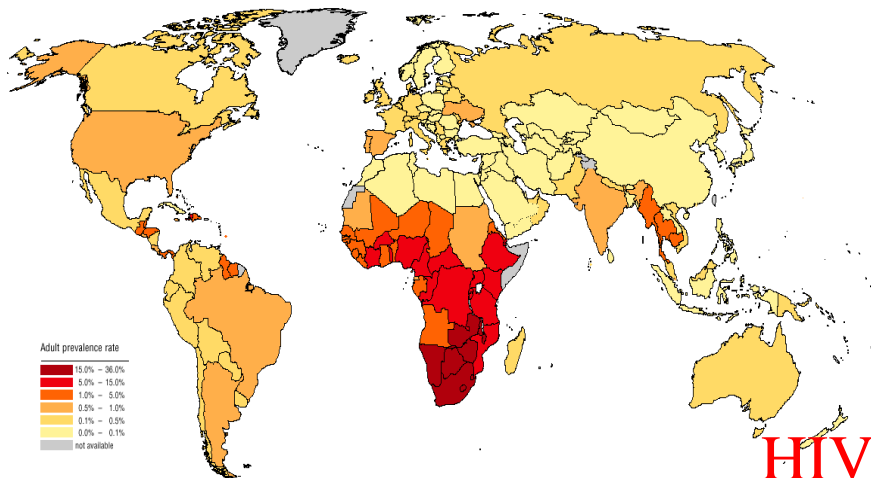 Adult prevalence rate
15.0% – 36.0%
5.0% – 15.0%
1.0% – 5.0%
0.5% – 1.0%
0.1% – 0.5%
0.0% – 0.1%
not available
HIV